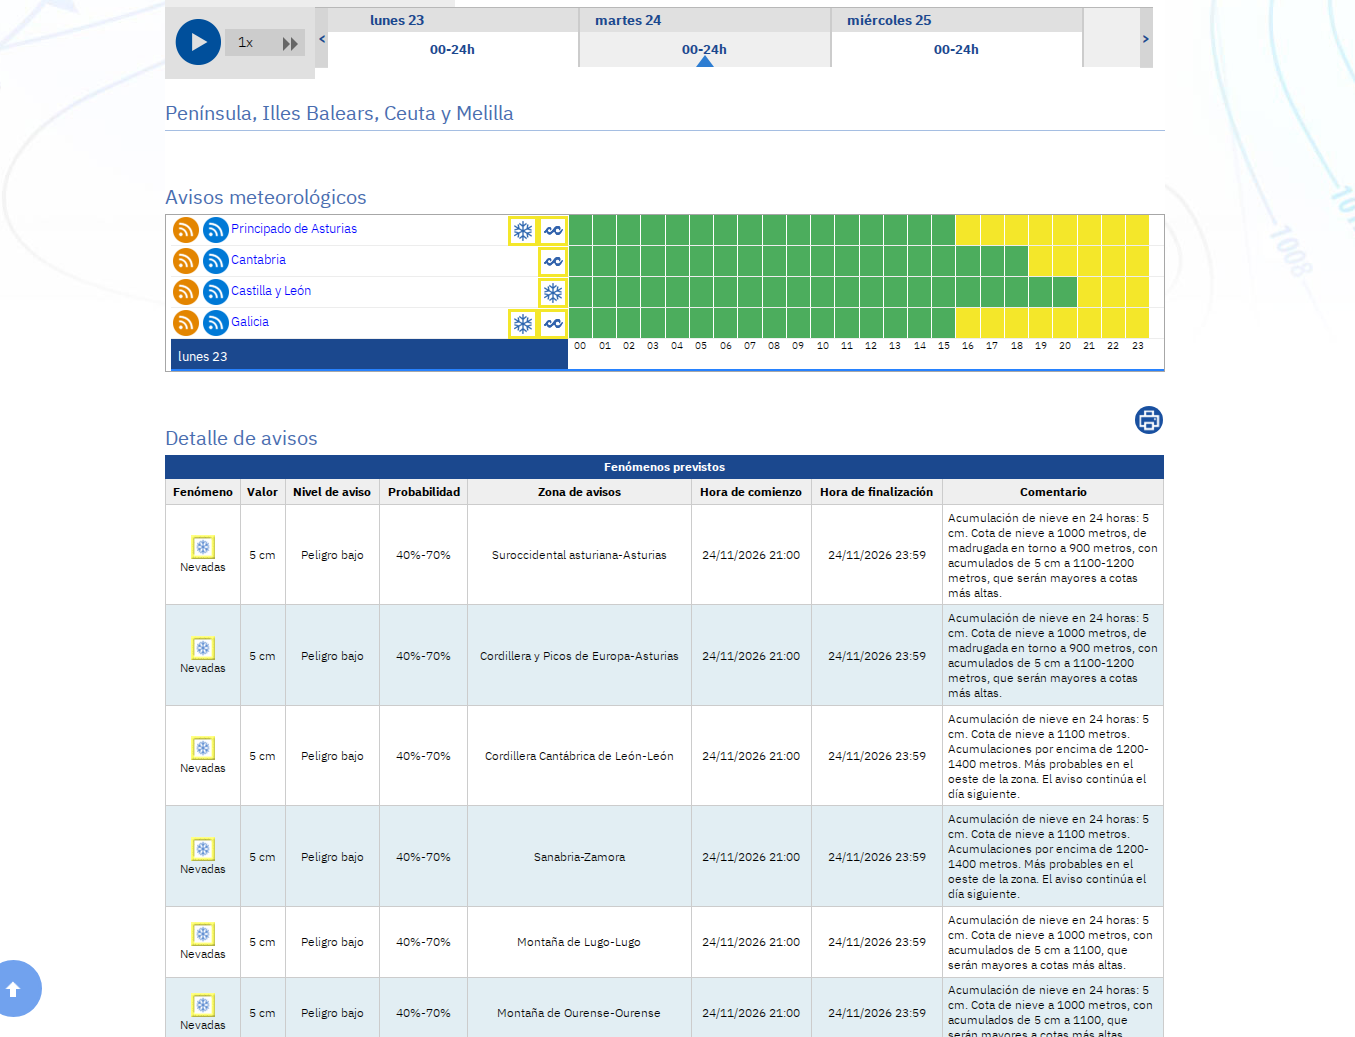 lunes 23
martes 24
miércoles 25
1x
<
00-24h
00-24h
00-24h
>
Península, Illes Balears, Ceuta y Melilla
Avisos meteorológicos
Principado de Asturias
Cantabria
Castilla y León
Galicia
lunes 23
00 01 02 03 04 05 06 07 08 09 10 11 12 13 14 15 16 17 18 19 20 21 22 23
Detalle de avisos
Fenómenos previstos
Fenómeno Valor Nivel de aviso Probabilidad Zona de avisos Hora de comienzo Hora de finalización Comentario
Nevadas
5 cm
Peligro bajo
40%-70%
Suroccidental asturiana-Asturias
24/11/2026 21:00
24/11/2026 23:59
Acumulación de nieve en 24 horas: 5
cm. Cota de nieve a 1000 metros, de
madrugada en torno a 900 metros, con
acumulados de 5 cm a 1100-1200
metros, que serán mayores a cotas
más altas.
Nevadas
5 cm
Peligro bajo
40%-70%
Cordillera y Picos de Europa-Asturias
24/11/2026 21:00
24/11/2026 23:59
Acumulación de nieve en 24 horas: 5
cm. Cota de nieve a 1000 metros, de
madrugada en torno a 900 metros, con
acumulados de 5 cm a 1100-1200
metros, que serán mayores a cotas
más altas.
Nevadas
5 cm
Peligro bajo
40%-70%
Cordillera Cantábrica de León-León
24/11/2026 21:00
24/11/2026 23:59
Acumulación de nieve en 24 horas: 5
cm. Cota de nieve a 1100 metros.
Acumulaciones por encima de 1200-
1400 metros. Más probables en el
oeste de la zona. El aviso continúa el
día siguiente.
Nevadas
5 cm
Peligro bajo
40%-70%
Sanabria-Zamora
24/11/2026 21:00
24/11/2026 23:59
Acumulación de nieve en 24 horas: 5
cm. Cota de nieve a 1100 metros.
Acumulaciones por encima de 1200-
1400 metros. Más probables en el
oeste de la zona. El aviso continúa el
día siguiente.
Nevadas
5 cm
Peligro bajo
40%-70%
Montaña de Lugo-Lugo
24/11/2026 21:00
24/11/2026 23:59
Acumulación de nieve en 24 horas: 5
cm. Cota de nieve a 1000 metros, con
acumulados de 5 cm a 1100, que
serán mayores a cotas más altas.
Nevadas
5 cm
Peligro bajo
40%-70%
Montaña de Ourense-Ourense
24/11/2026 21:00
24/11/2026 23:59
Acumulación de nieve en 24 horas: 5
cm. Cota de nieve a 1000 metros, con
acumulados de 5 cm a 1100, que
serán mayores a cotas más altas
1008